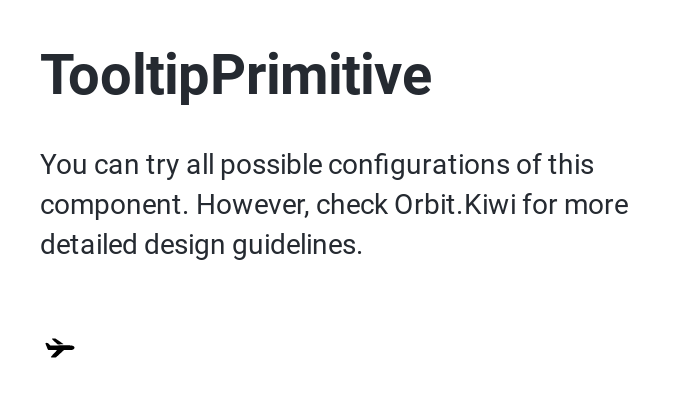 TooltipPrimitive
You can try all possible configurations of this
component. However, check Orbit.Kiwi for more
detailed design guidelines.